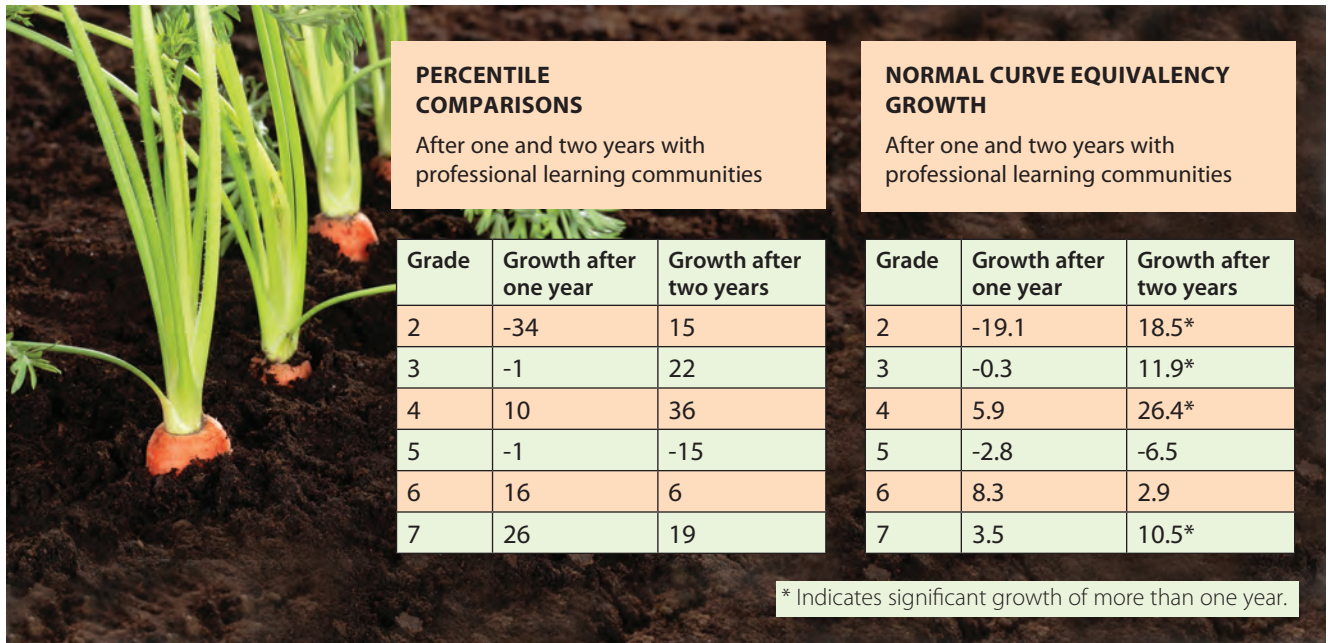 PERCENTILE
COMPARISONS
After one and two years with
professional learning communities
Grade Growth after one year Growth after two years
2 -34 15
3 -1 22
4 10 36
5 -1 -15
6 16 6
7 26 19
NORMAL CURVE EQUIVALENCY
GROWTH
After one and two years with
professional learning communities
Grade Growth after one year Growth after two years
2 -19.1 18.5*
3 -0.3 11.9*
4 5.9 26.4*
5 -2.8 -6.5
6 8.3 2.9
7 3.5 10.5*
* Indicates significant growth of more than one year.